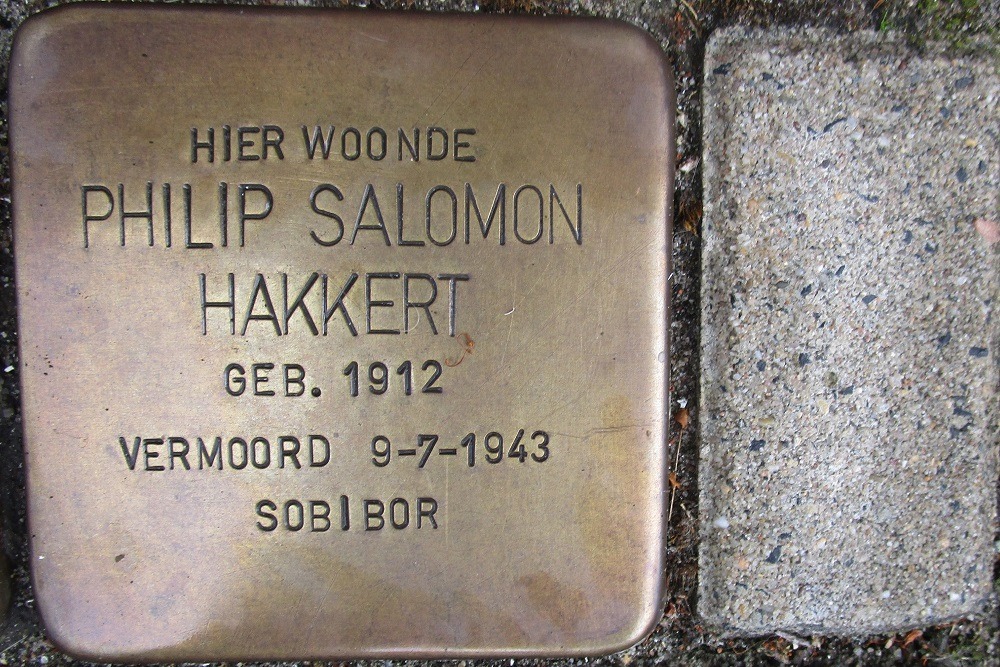 HIER WOONDE
PHILIP SALOMON
HAKKERT
GEB. 1912
VERMOORD 9-7-1943
SOBIBOR